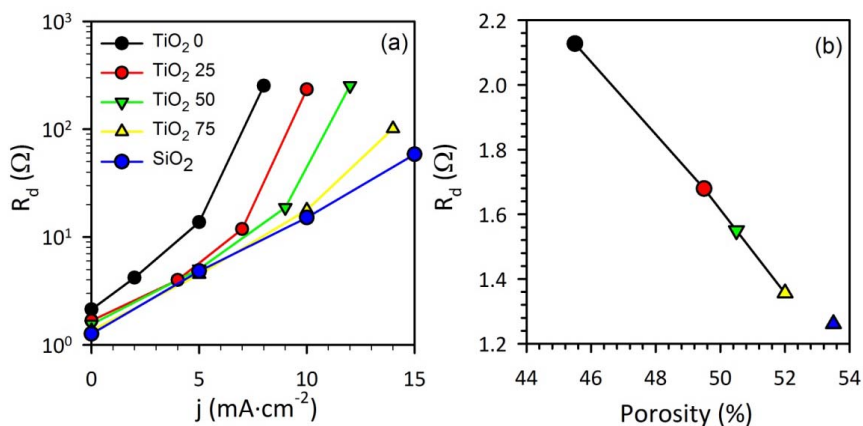 (a)
TiO₂ 0
TiO₂ 25
TiO₂ 50
TiO₂ 75
SiO₂
R_d (Ω)
10³
10²
10¹
10⁰
0 5 10 15
j (mA·cm⁻²)
(b)
R_d (Ω)
2.2
2.0
1.8
1.6
1.4
1.2
44 46 48 50 52 54
Porosity (%)